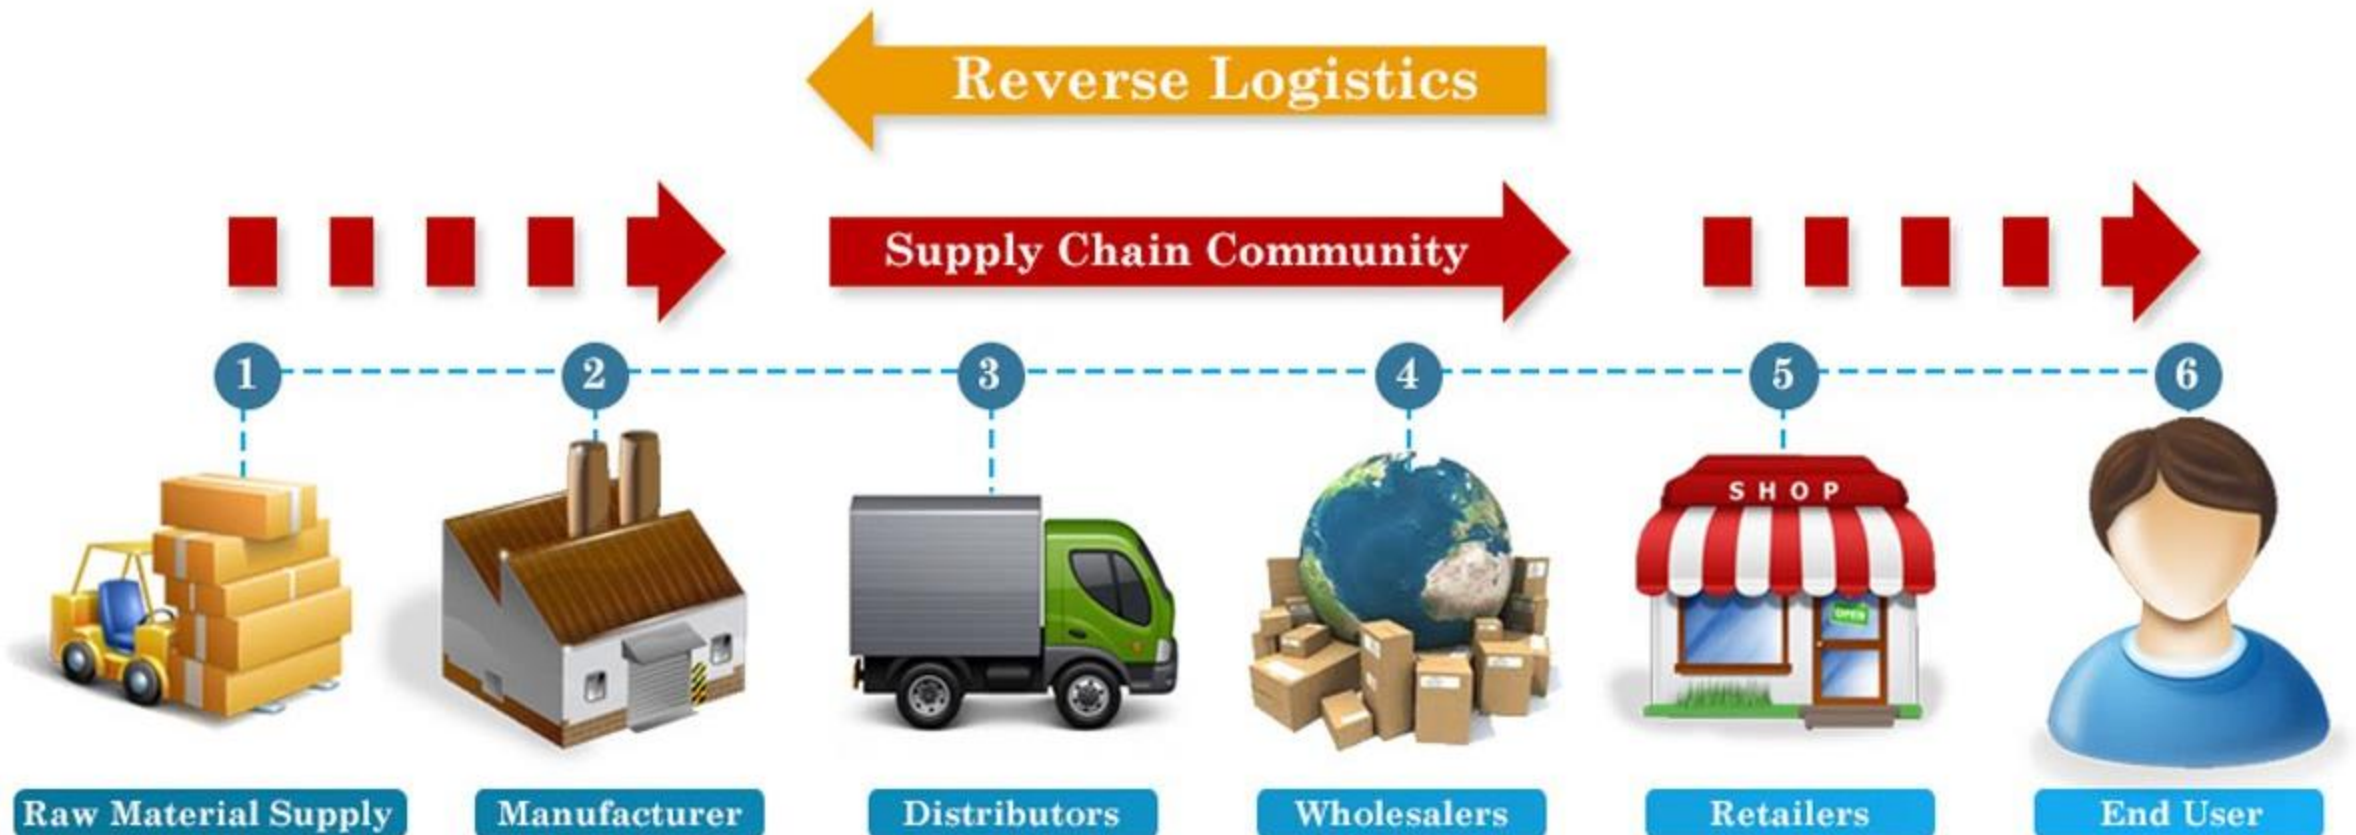 Reverse Logistics
Supply Chain Community
1
2
3
4
5
6
SHOP
OPEN
Raw Material Supply
Manufacturer
Distributors
Wholesalers
Retailers
End User